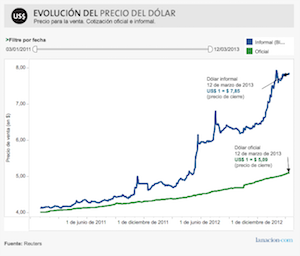 US$
EVOLUCIÓN DEL PRECIO DEL DÓLAR
Precio para la venta. Cotización oficial e informal.
>Filtre por fecha
03/01/2011
12/03/2013
Informal (Bl...
Oficial
8,00
7,00
6,00
5,00
4,00
Precio de venta (en $)
Dólar informal
12 de marzo de 2013
US$ 1 = $ 7,85
(precio de cierre)
Dólar oficial
12 de marzo de 2013
US$ 1 = $ 5,09
(precio de cierre)
1 de junio de 2011
1 de diciembre de 2011
1 de junio de 2012
1 de diciembre de 2012
Fuente: Reuters
lanacion.com